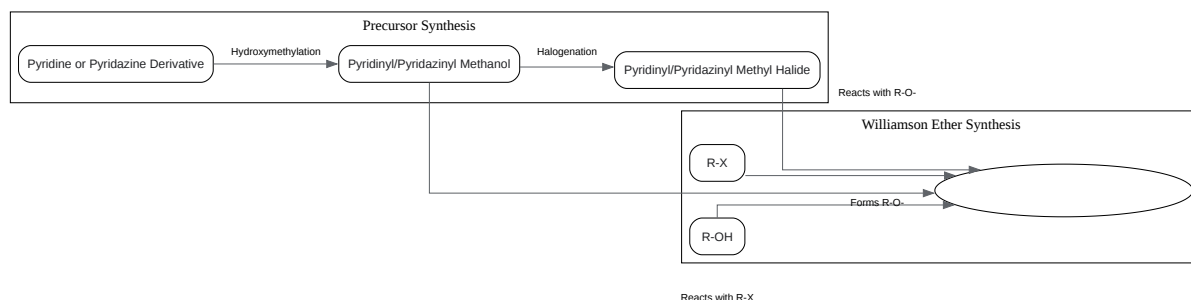 Precursor Synthesis
Pyridine or Pyridazine Derivative
Hydroxymethylation
Pyridinyl/Pyridazinyl Methanol
Halogenation
Pyridinyl/Pyridazinyl Methyl Halide
Reacts with R-O-
Williamson Ether Synthesis
R-X
Forms R-O-
R-OH
Reacts with R-X